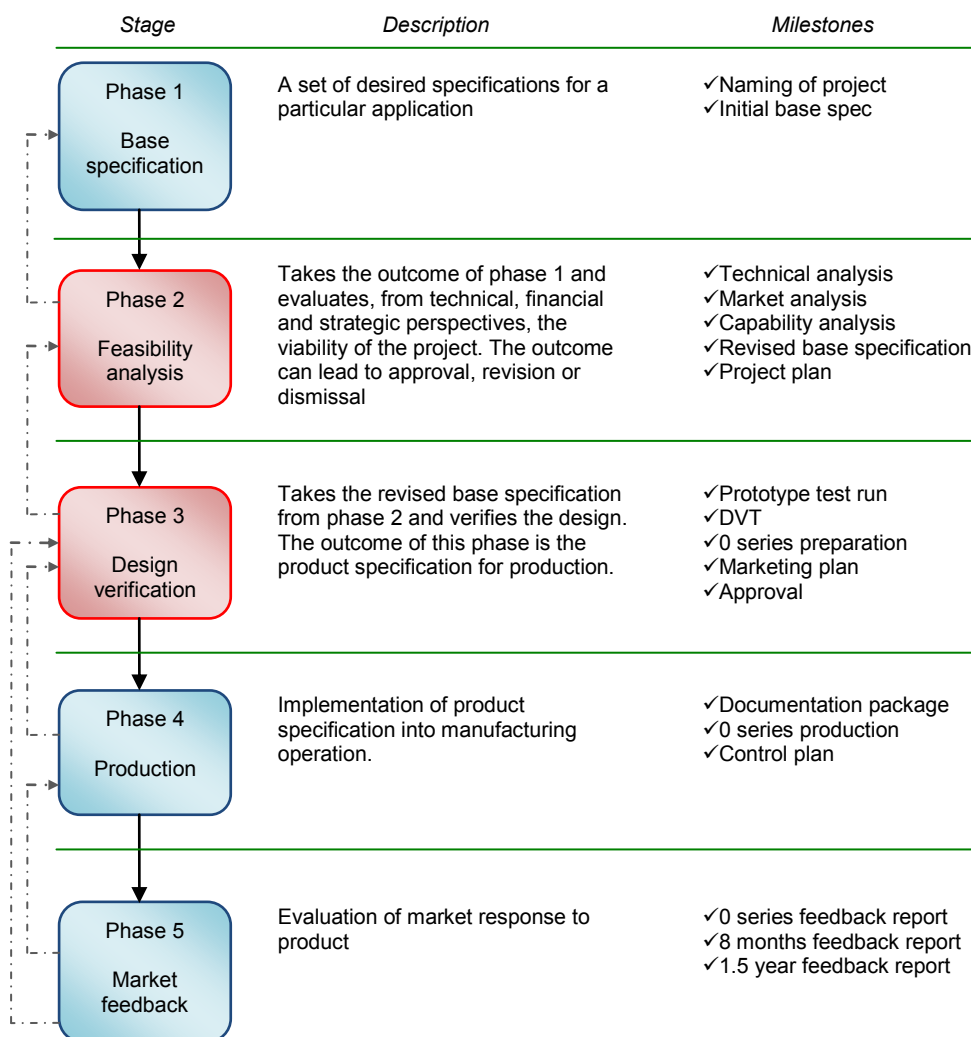 Stage
Description
Milestones
Phase 1
Base
specification
A set of desired specifications for a
particular application
✓Naming of project
✓Initial base spec
Phase 2
Feasibility
analysis
Takes the outcome of phase 1 and
evaluates, from technical, financial
and strategic perspectives, the
viability of the project. The outcome
can lead to approval, revision or
dismissal
✓Technical analysis
✓Market analysis
✓Capability analysis
✓Revised base specification
✓Project plan
Phase 3
Design
verification
Takes the revised base specification
from phase 2 and verifies the design.
The outcome of this phase is the
product specification for production.
✓Prototype test run
✓DVT
✓0 series preparation
✓Marketing plan
✓Approval
Phase 4
Production
Implementation of product
specification into manufacturing
operation.
✓Documentation package
✓0 series production
✓Control plan
Phase 5
Market
feedback
Evaluation of market response to
product
✓0 series feedback report
✓8 months feedback report
✓1.5 year feedback report